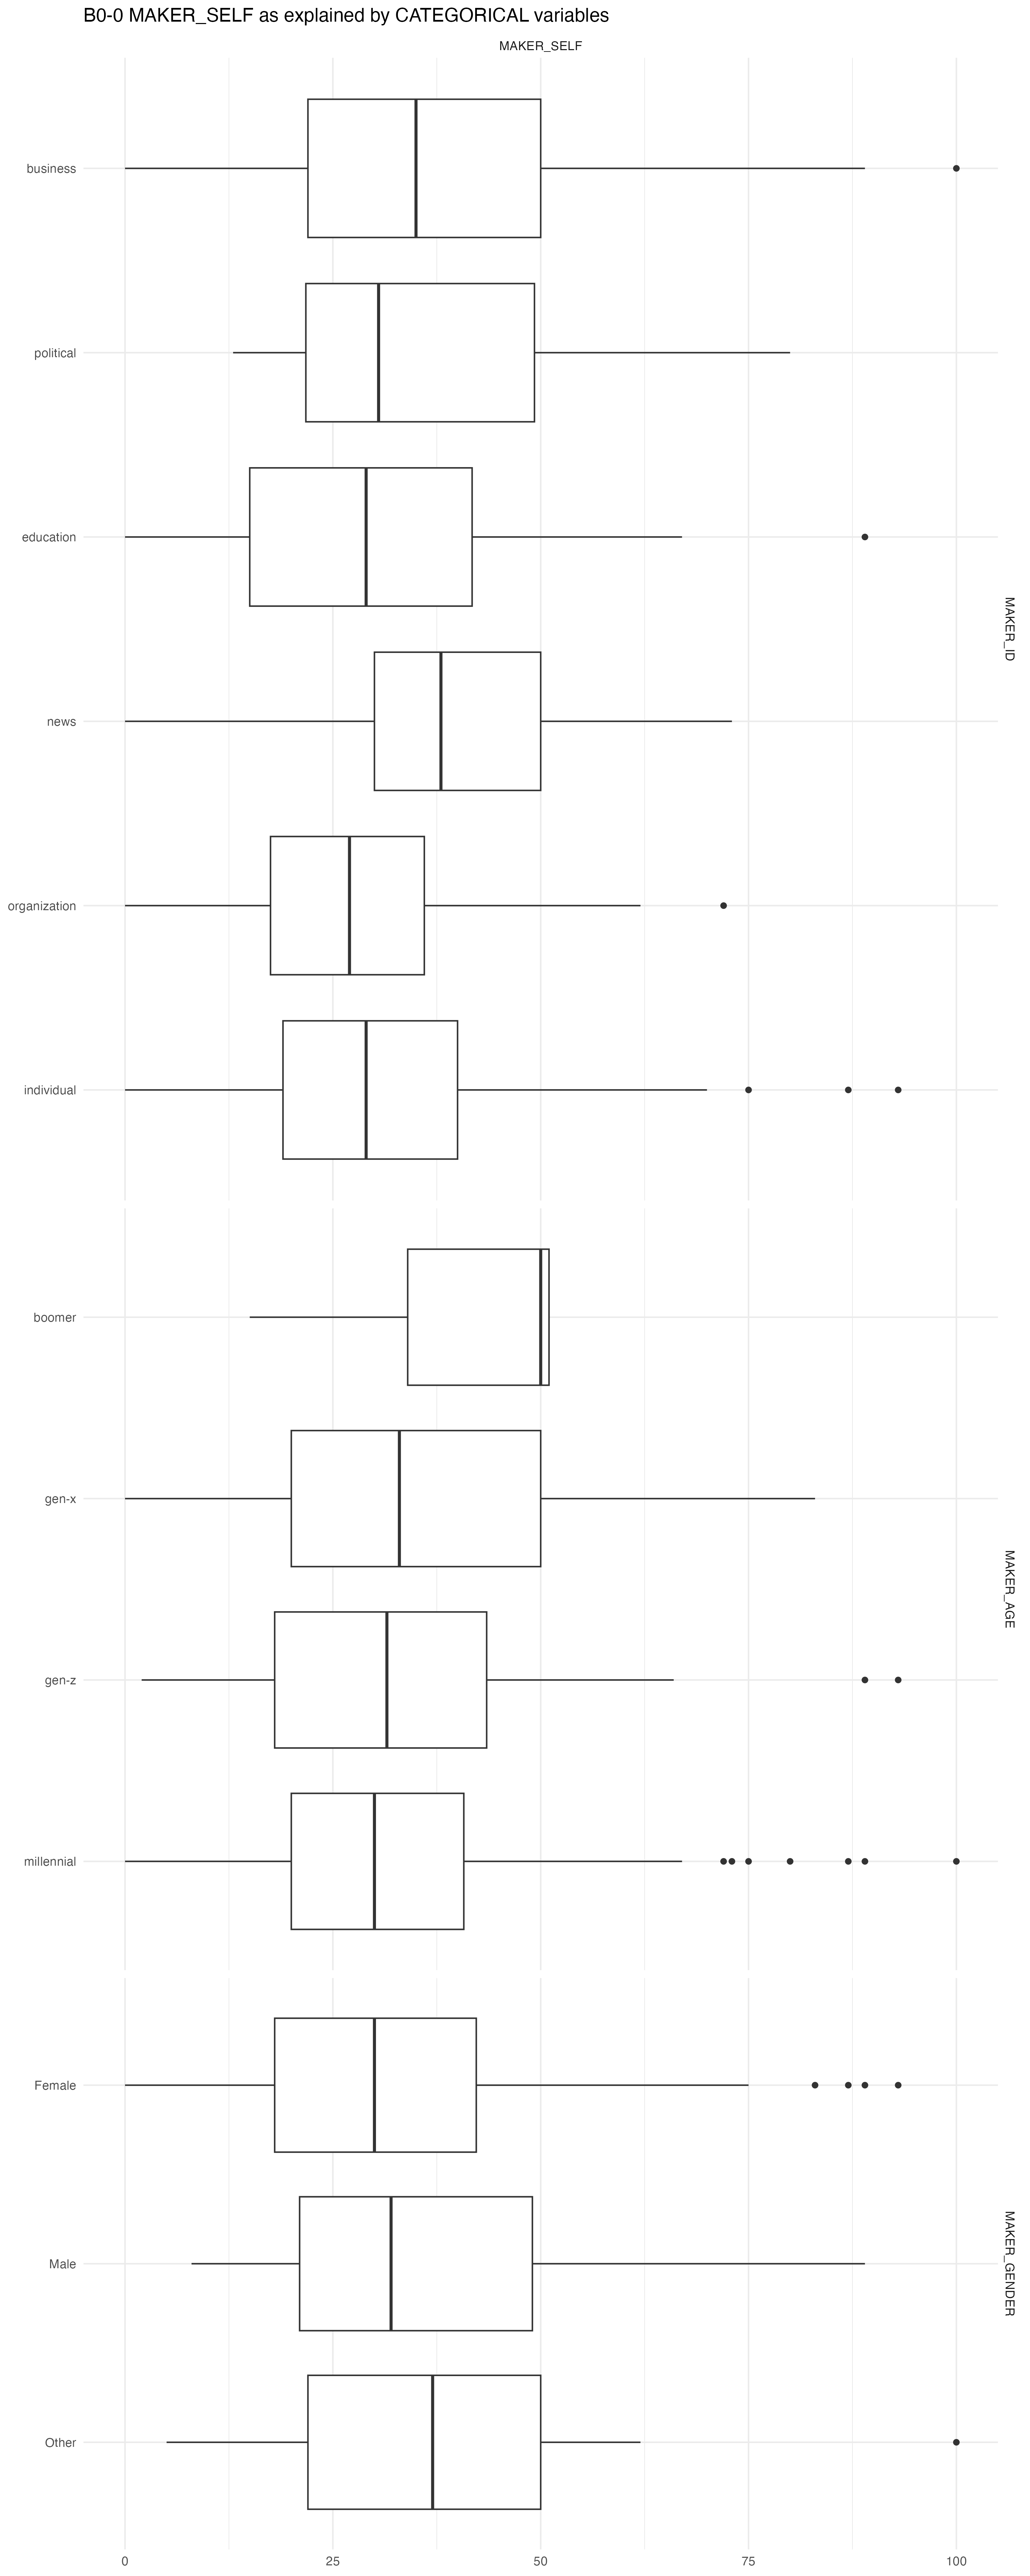 B0-0 MAKER_SELF as explained by CATEGORICAL variables
MAKER_SELF
business
political
education
news
organization
individual
MAKER_ID
boomer
gen-x
gen-z
millennial
MAKER_AGE
Female
Male
Other
MAKER_GENDER
0 25 50 75 100